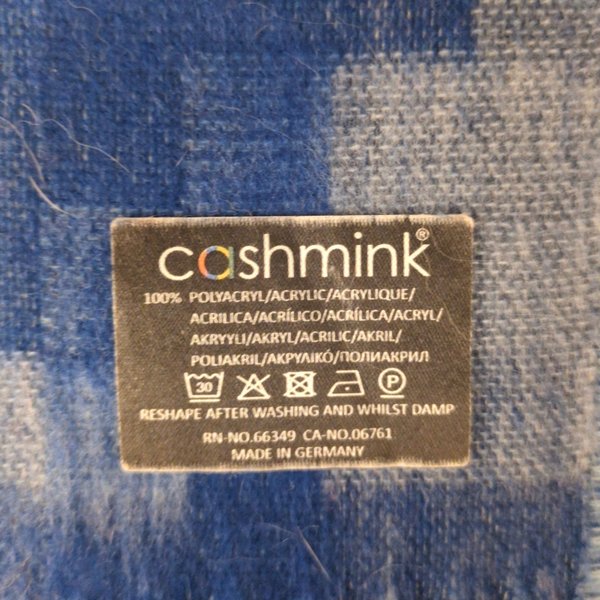 cashmink®
100% POLYACRYL/ACRYLIC/ACRYLIQUE/
ACRILICA/ACRÍLICO/ACRÍLICA/ACRYL/
AKRYYLI/AKRYL/ACRILIC/AKRIL/
POLIAKRIL/ΑΚΡΥΛΙΚΌ/ПОЛИАКРИЛ
30 P
RESHAPE AFTER WASHING AND WHILST DAMP
RN-NO.66349 CA-NO.06761
MADE IN GERMANY